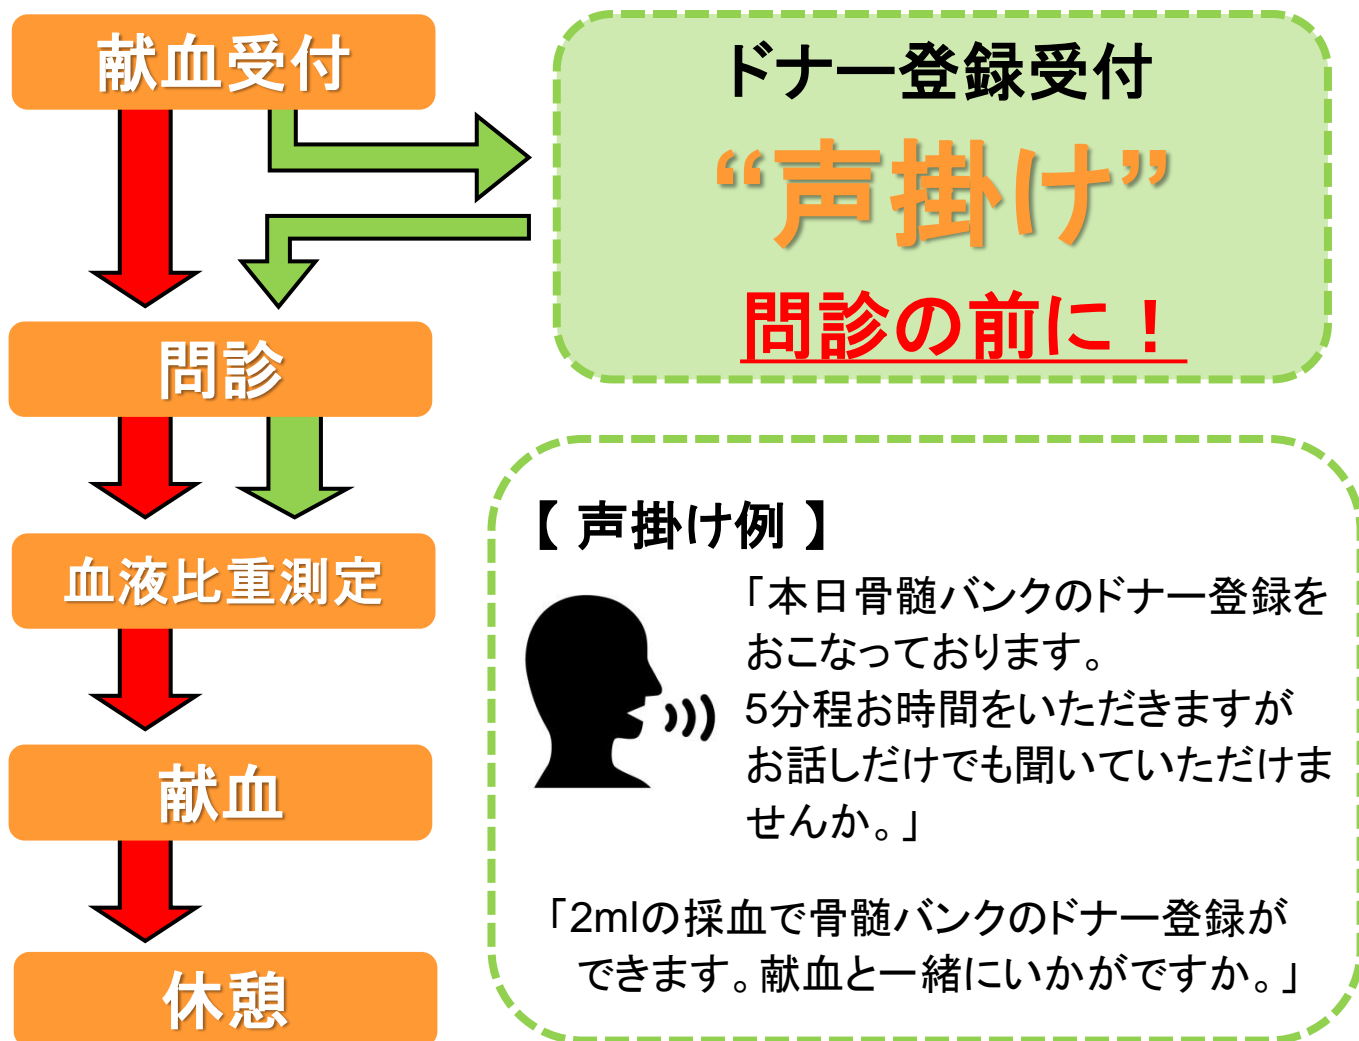 献血受付
問診
血液比重測定
献血
休憩
ドナー登録受付
“声掛け”
問診の前に！
【 声掛け例 】
「本日骨髄バンクのドナー登録を
おこなっております。
5分程お時間をいただきますが
お話しだけでも聞いていただけま
せんか。」
「2mlの採血で骨髄バンクのドナー登録が
できます。献血と一緒にいかがですか。」